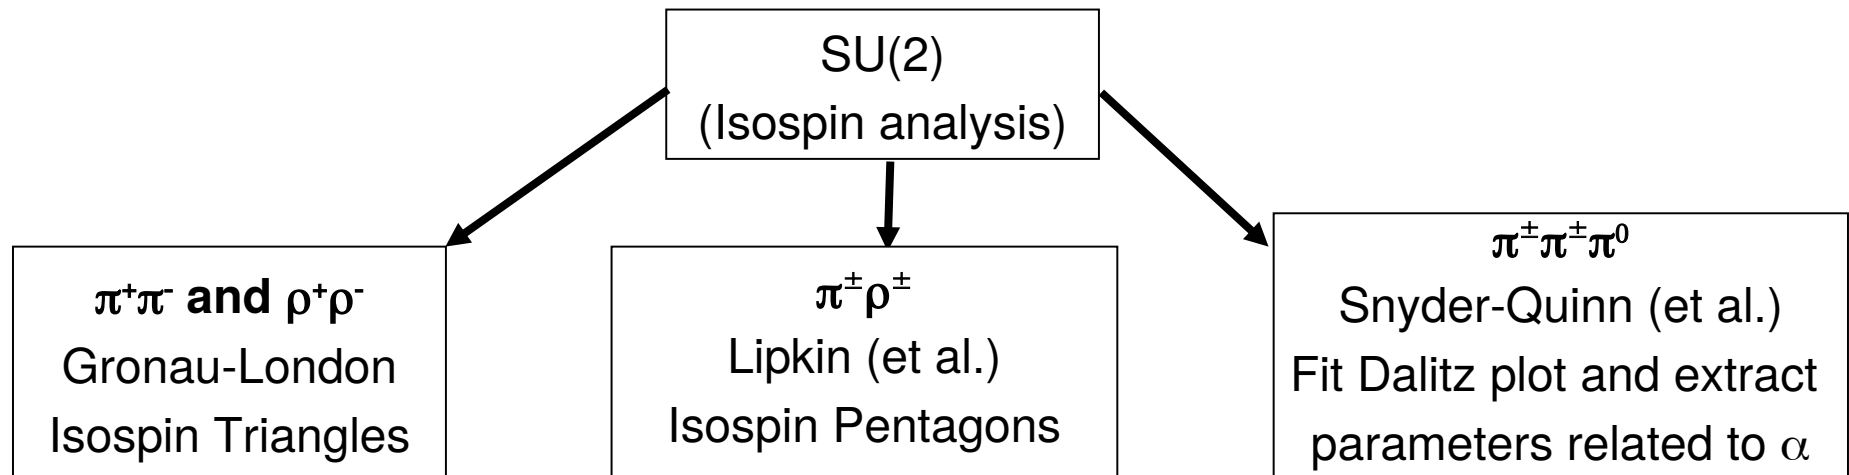 SU(2)
(Isospin analysis)
π⁺π⁻ and ρ⁺ρ⁻
Gronau-London
Isospin Triangles
π±ρ±
Lipkin (et al.)
Isospin Pentagons
π±π±π⁰
Snyder-Quinn (et al.)
Fit Dalitz plot and extract
parameters related to α